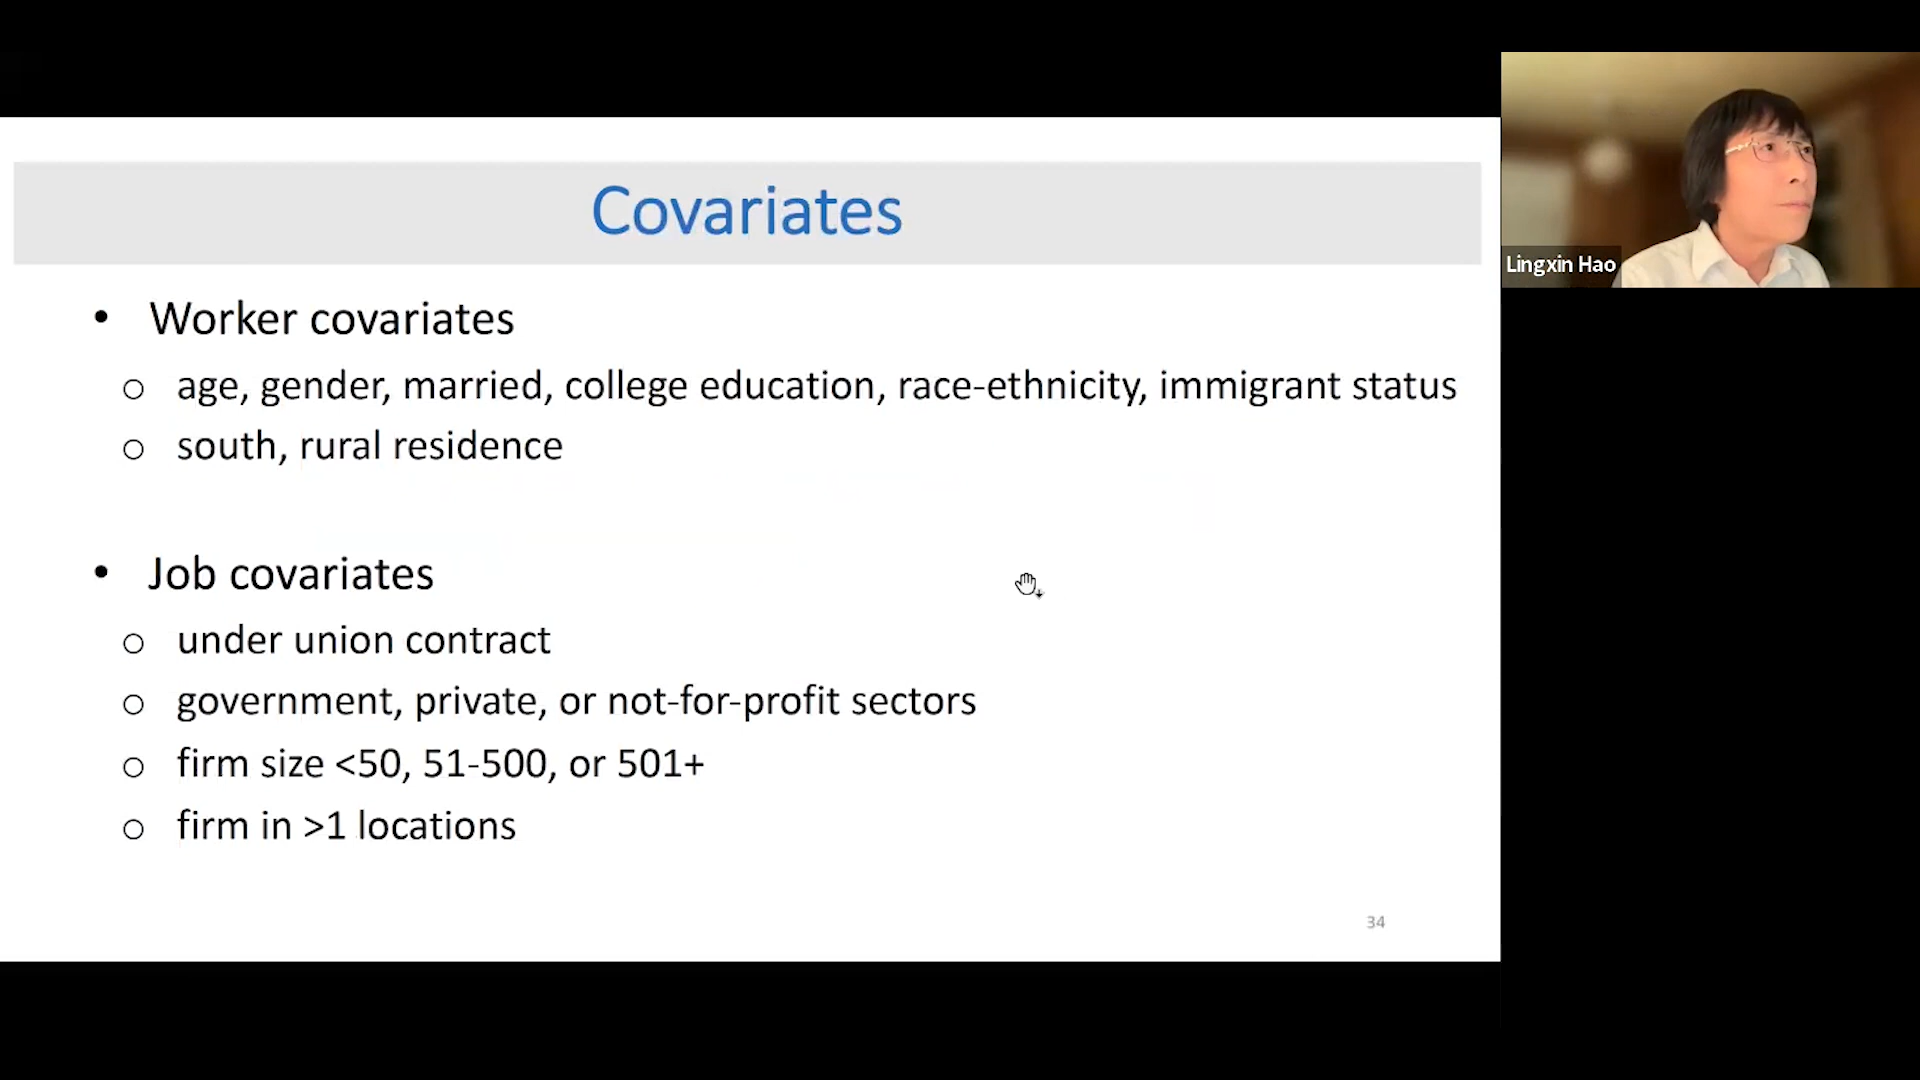 Covariates
• Worker covariates
o age, gender, married, college education, race-ethnicity, immigrant status
o south, rural residence
• Job covariates
o under union contract
o government, private, or not-for-profit sectors
o firm size <50, 51-500, or 501+
o firm in >1 locations
34
Lingxin Hao